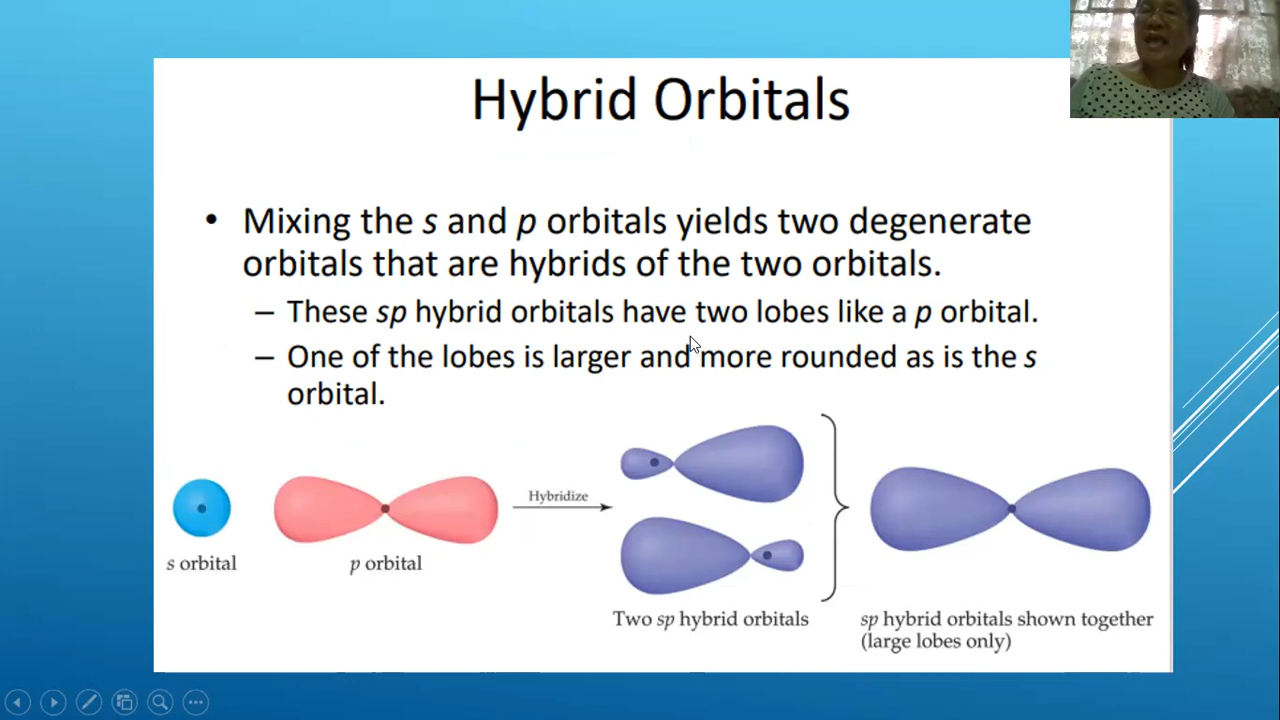 Hybrid Orbitals
• Mixing the s and p orbitals yields two degenerate
orbitals that are hybrids of the two orbitals.
– These sp hybrid orbitals have two lobes like a p orbital.
– One of the lobes is larger and more rounded as is the s
orbital.
Hybridize
s orbital
p orbital
Two sp hybrid orbitals
sp hybrid orbitals shown together
(large lobes only)